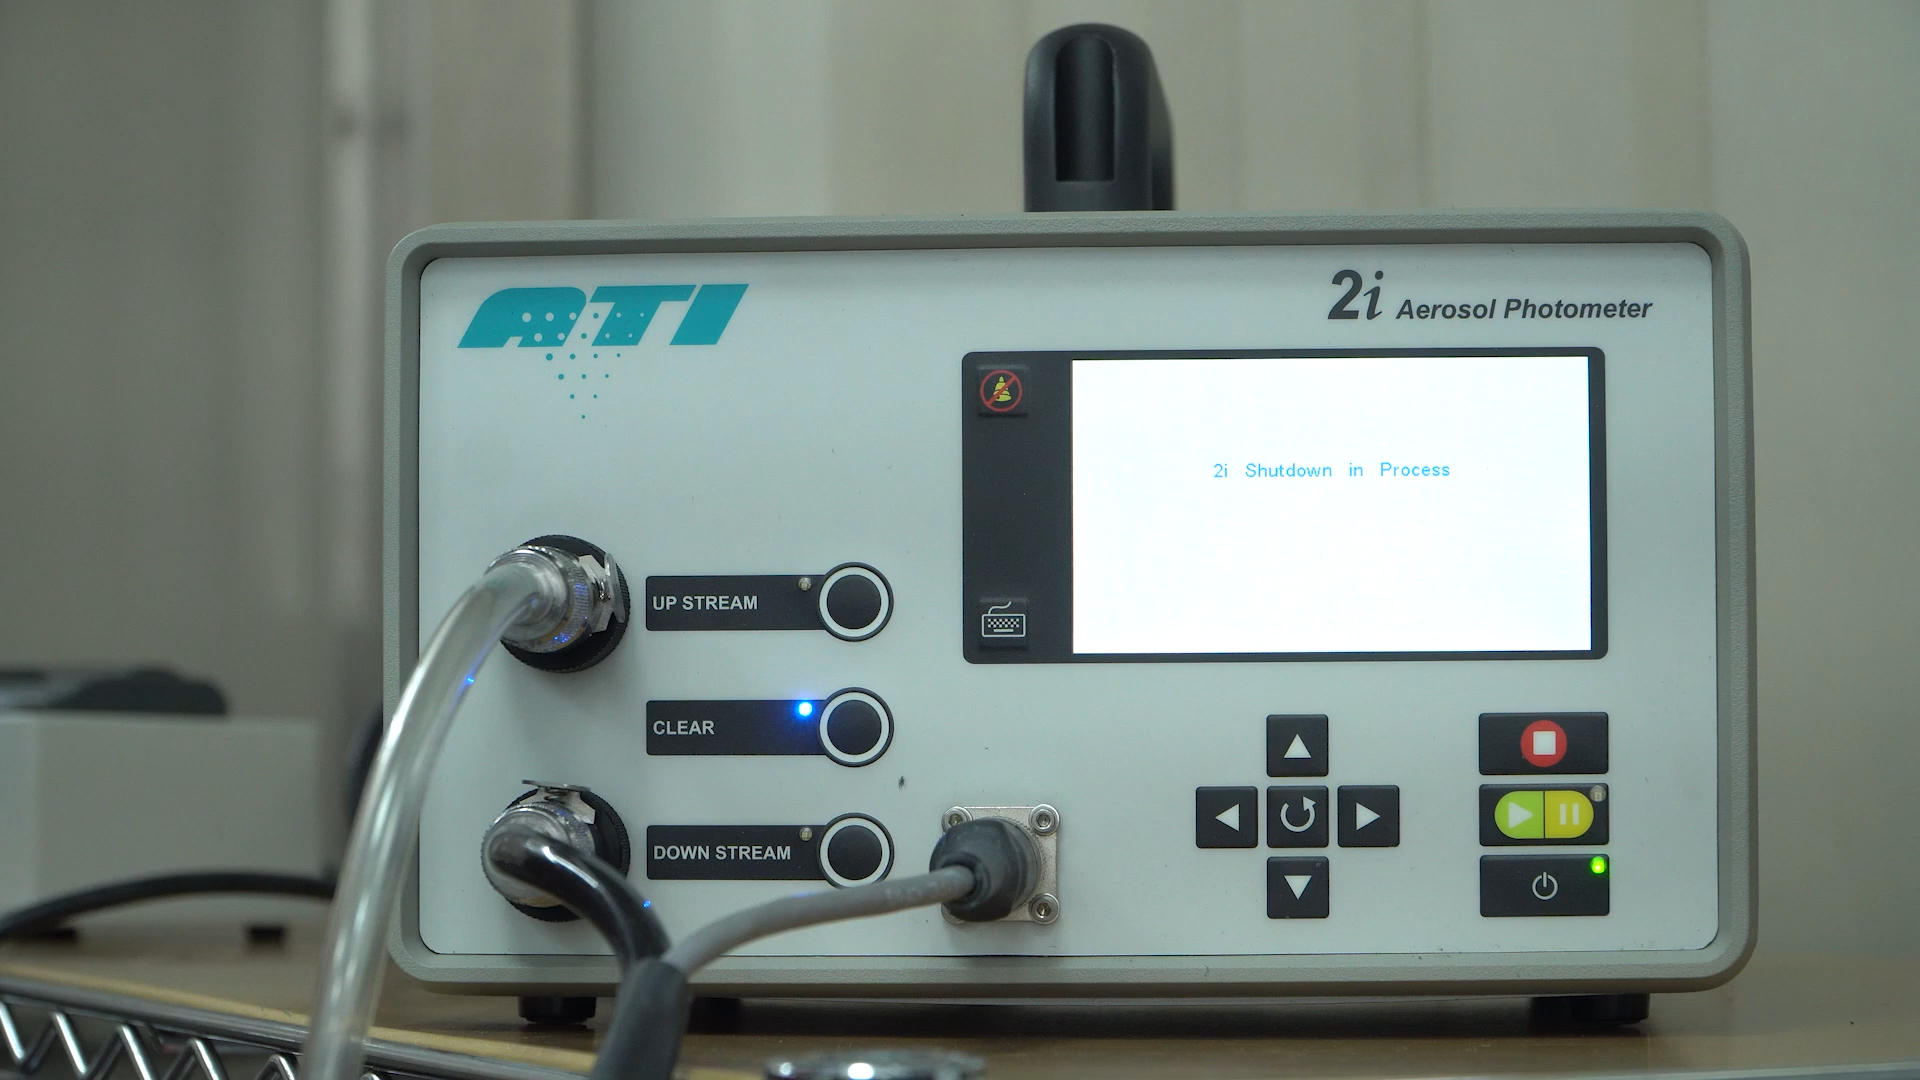 ATI
2i Aerosol Photometer
2i Shutdown in Process
UP STREAM
CLEAR
DOWN STREAM